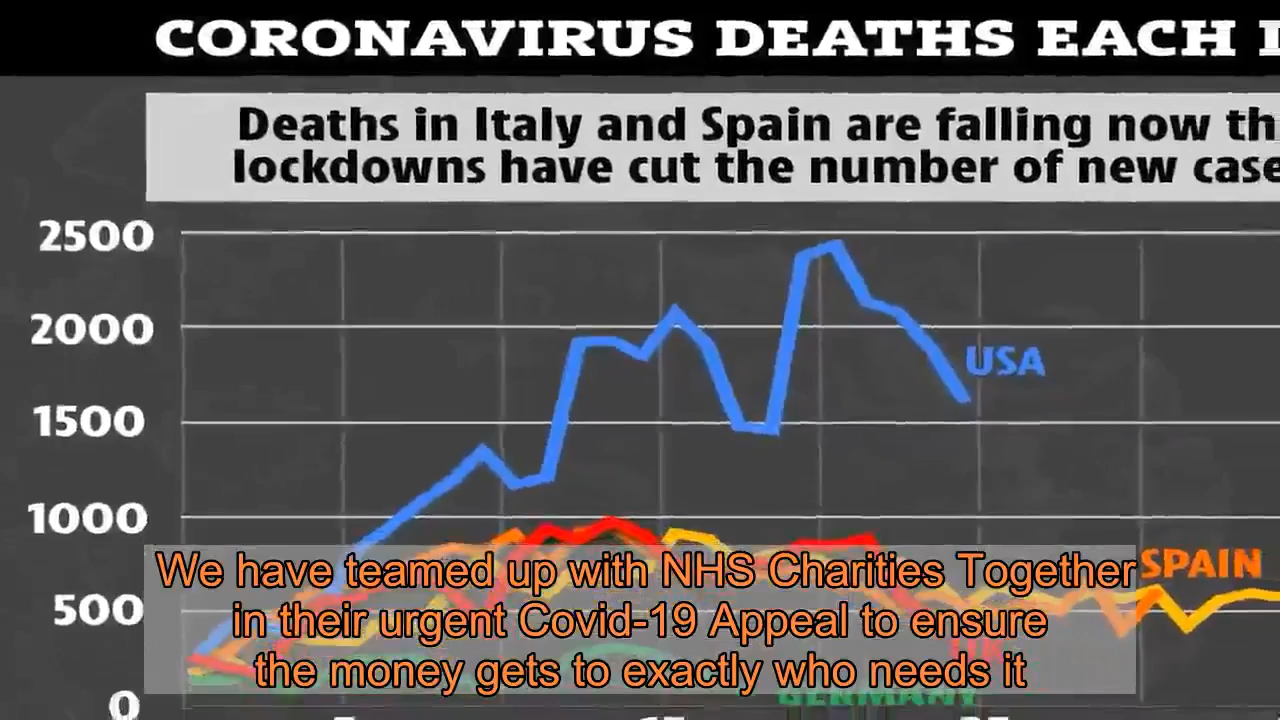 CORONAVIRUS DEATHS EACH
Deaths in Italy and Spain are falling now
lockdowns have cut the number of new
2500
2000
USA
1500
1000
SPAIN
500
We have teamed up with NHS Charities Together
in their urgent Covid-19 Appeal to ensure
the money gets to exactly who needs it
UK
GERMANY
0